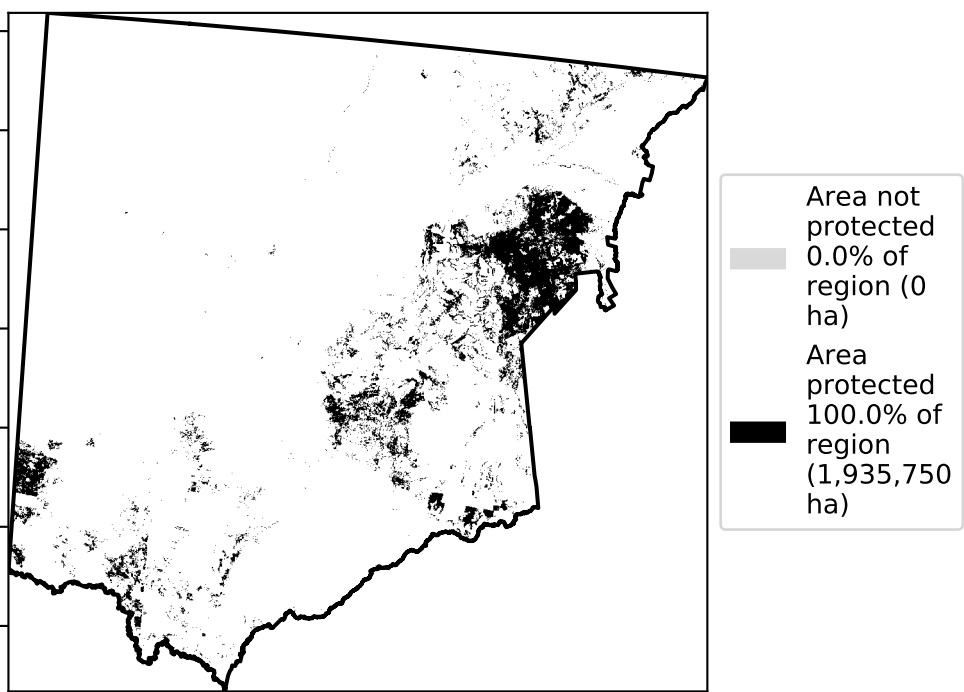 Area not
protected
0.0% of
region (0
ha)
Area
protected
100.0% of
region
(1,935,750
ha)